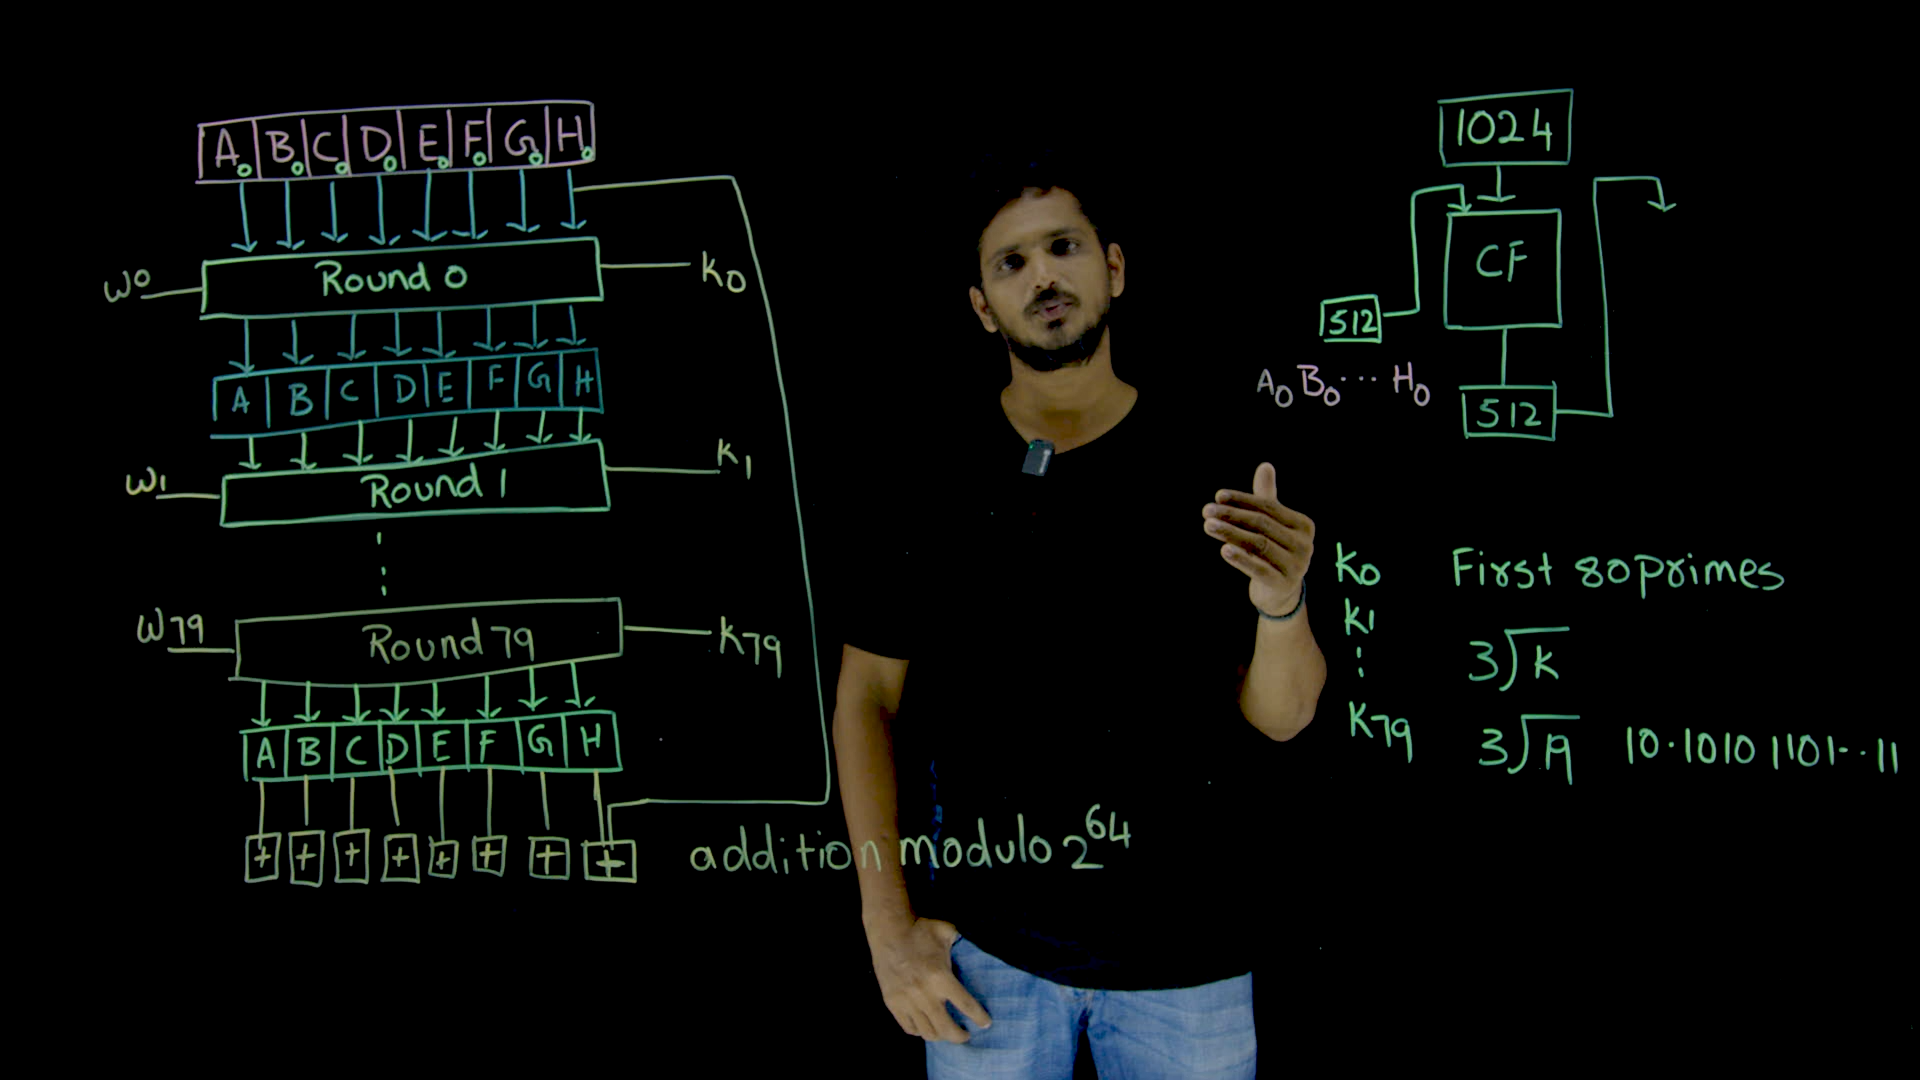 A0 B0 C0 D0 E0 F0 G0 H0
W0 Round 0 K0
A B C D E F G H
W1 Round 1 K1
W79 Round 79 K79
A B C D E F G H
+ + + + + + + +
addition modulo 2^64
1024
CF
512
A0 B0 ... H0
512
K0 First 80 primes
K1
3√K
K79
3√19 10.1010 1101..11